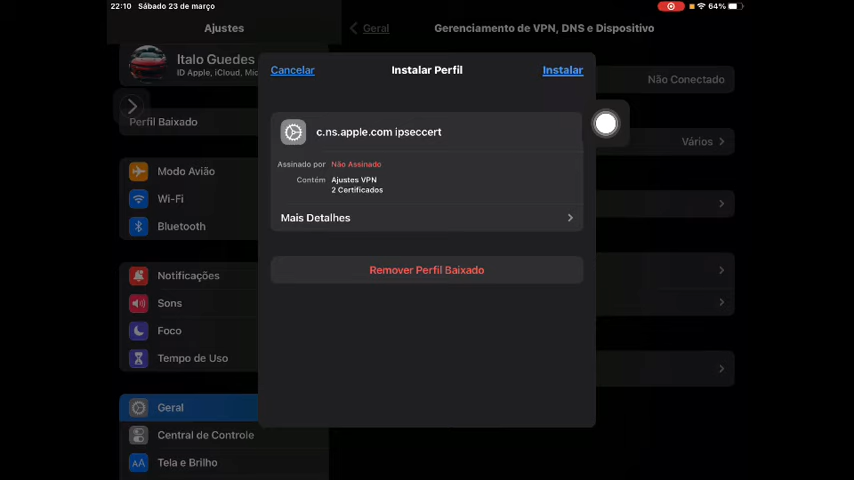 22:10 Sábado 23 de março
64%
Ajustes
Geral
Gerenciamento de VPN, DNS e Dispositivo
Italo Guedes
ID Apple, iCloud, Mí
Perfil Baixado
Modo Avião
Wi-Fi
Bluetooth
Notificações
Sons
Foco
Tempo de Uso
Geral
Central de Controle
Tela e Brilho
AA
Cancelar
Instalar Perfil
Instalar
c.ns.apple.com ipseccert
Assinado por Não Assinado
Contém Ajustes VPN
2 Certificados
Mais Detalhes
Remover Perfil Baixado
Não Conectado
Vários